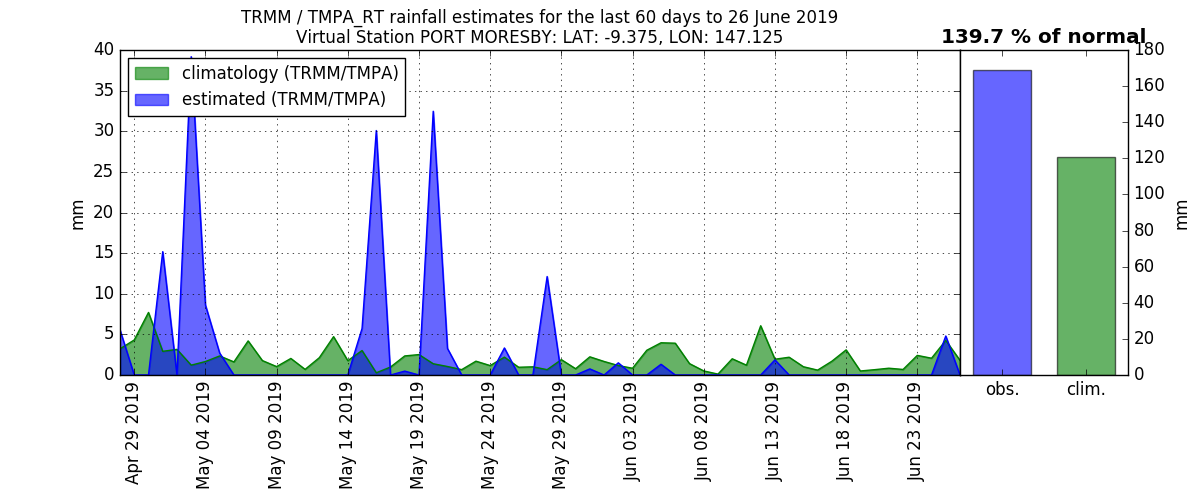 TRMM / TMPA_RT rainfall estimates for the last 60 days to 26 June 2019
Virtual Station PORT MORESBY: LAT: -9.375, LON: 147.125
139.7 % of normal
climatology (TRMM/TMPA)
estimated (TRMM/TMPA)
mm
40
35
30
25
20
15
10
5
0
Apr 29 2019
May 04 2019
May 09 2019
May 14 2019
May 19 2019
May 24 2019
May 29 2019
Jun 03 2019
Jun 08 2019
Jun 13 2019
Jun 18 2019
Jun 23 2019
obs.
clim.
180
160
140
120
100
80
60
40
20
0
mm